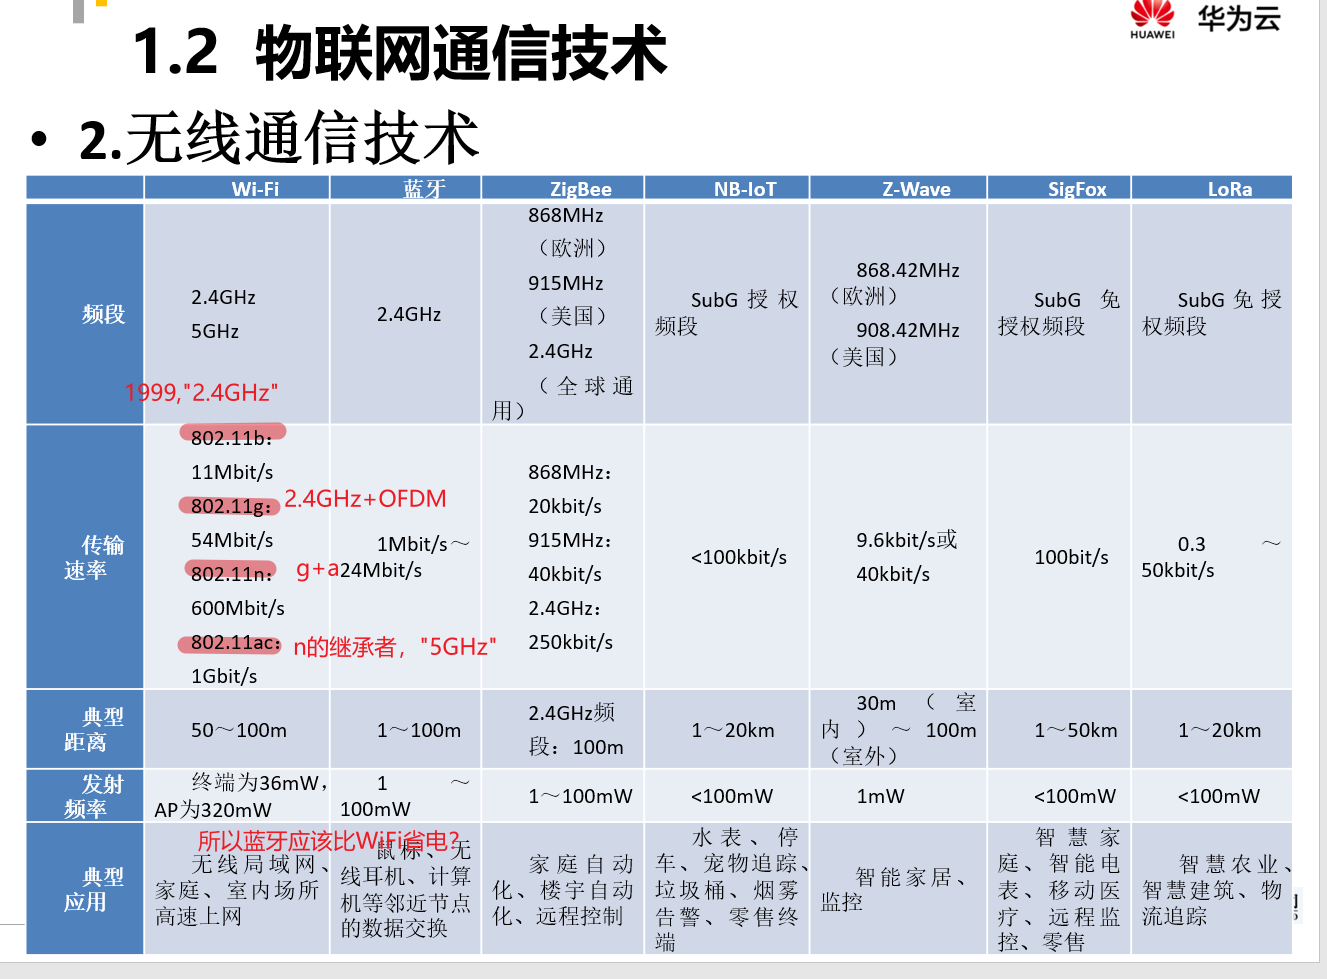 HUAWEI 华为云
1.2 物联网通信技术
• 2.无线通信技术
Wi-Fi 蓝牙 ZigBee NB-IoT Z-Wave SigFox LoRa
频段
2.4GHz
5GHz
2.4GHz
868MHz
（欧洲）
915MHz
（美国）
2.4GHz
（全球通
用）
SubG授权
频段
868.42MHz
（欧洲）
908.42MHz
（美国）
SubG 免
授权频段
SubG免授
权频段
1999,"2.4GHz"
传输
速率
802.11b：
11Mbit/s
802.11g：
2.4GHz+OFDM
54Mbit/s
802.11n：
g+a
600Mbit/s
802.11ac：
n的继承者，"5GHz"
1Gbit/s
1Mbit/s～
24Mbit/s
868MHz：
20kbit/s
915MHz：
40kbit/s
2.4GHz：
250kbit/s
<100kbit/s
9.6kbit/s或
40kbit/s
100bit/s
0.3 ～
50kbit/s
典型
距离
50～100m
1～100m
2.4GHz频
段：100m
1～20km
30m（室
内）～100m
（室外）
1～50km
1～20km
发射
频率
终端为36mW，
AP为320mW
1 ～
100mW
1～100mW
<100mW
1mW
<100mW
<100mW
所以蓝牙应该比WiFi省电?
典型
应用
无线局域网、
家庭、室内场所
高速上网
鼠标、无
线耳机、计算
机等邻近节点
的数据交换
家庭自动
化、楼宇自动
化、远程控制
水表、停
车、宠物追踪、
垃圾桶、烟雾
告警、零售终
端
智能家居、
监控
智慧家
庭、智能电
表、移动医
疗、远程监
控、零售
智慧农业、
智慧建筑、物
流追踪